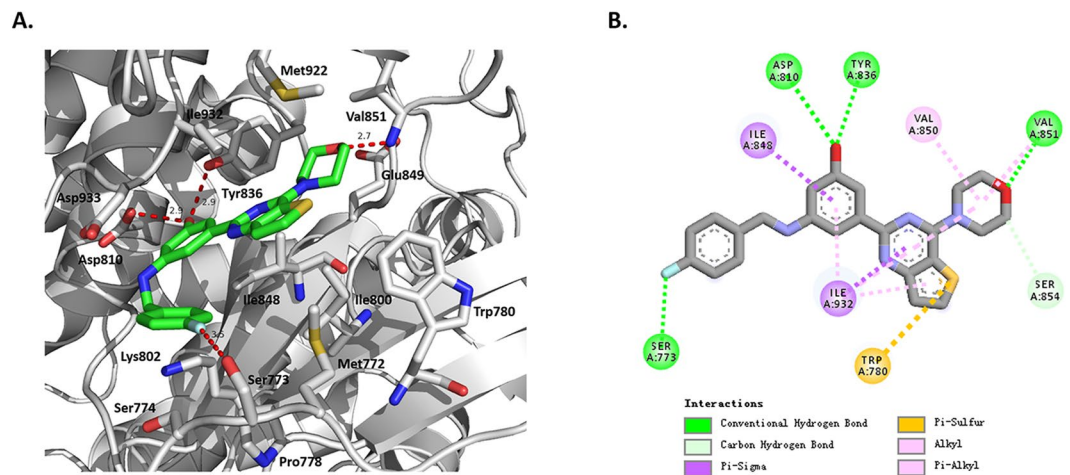 A.
B.
Met922
Ile932
Val851
2.7
Glu849
Tyr836
Asp933
2.9
2.9
Asp810
Ile848
Ile800
Trp780
3.5
Lys802
Met772
Ser773
Ser774
Pro778
ASP
A:810
TYR
A:836
VAL
A:850
VAL
A:851
ILE
A:848
SER
A:854
ILE
A:932
SER
A:773
TRP
A:780
Interactions
Conventional Hydrogen Bond
Carbon Hydrogen Bond
Pi-Sigma
Pi-Sulfur
Alkyl
Pi-Alkyl